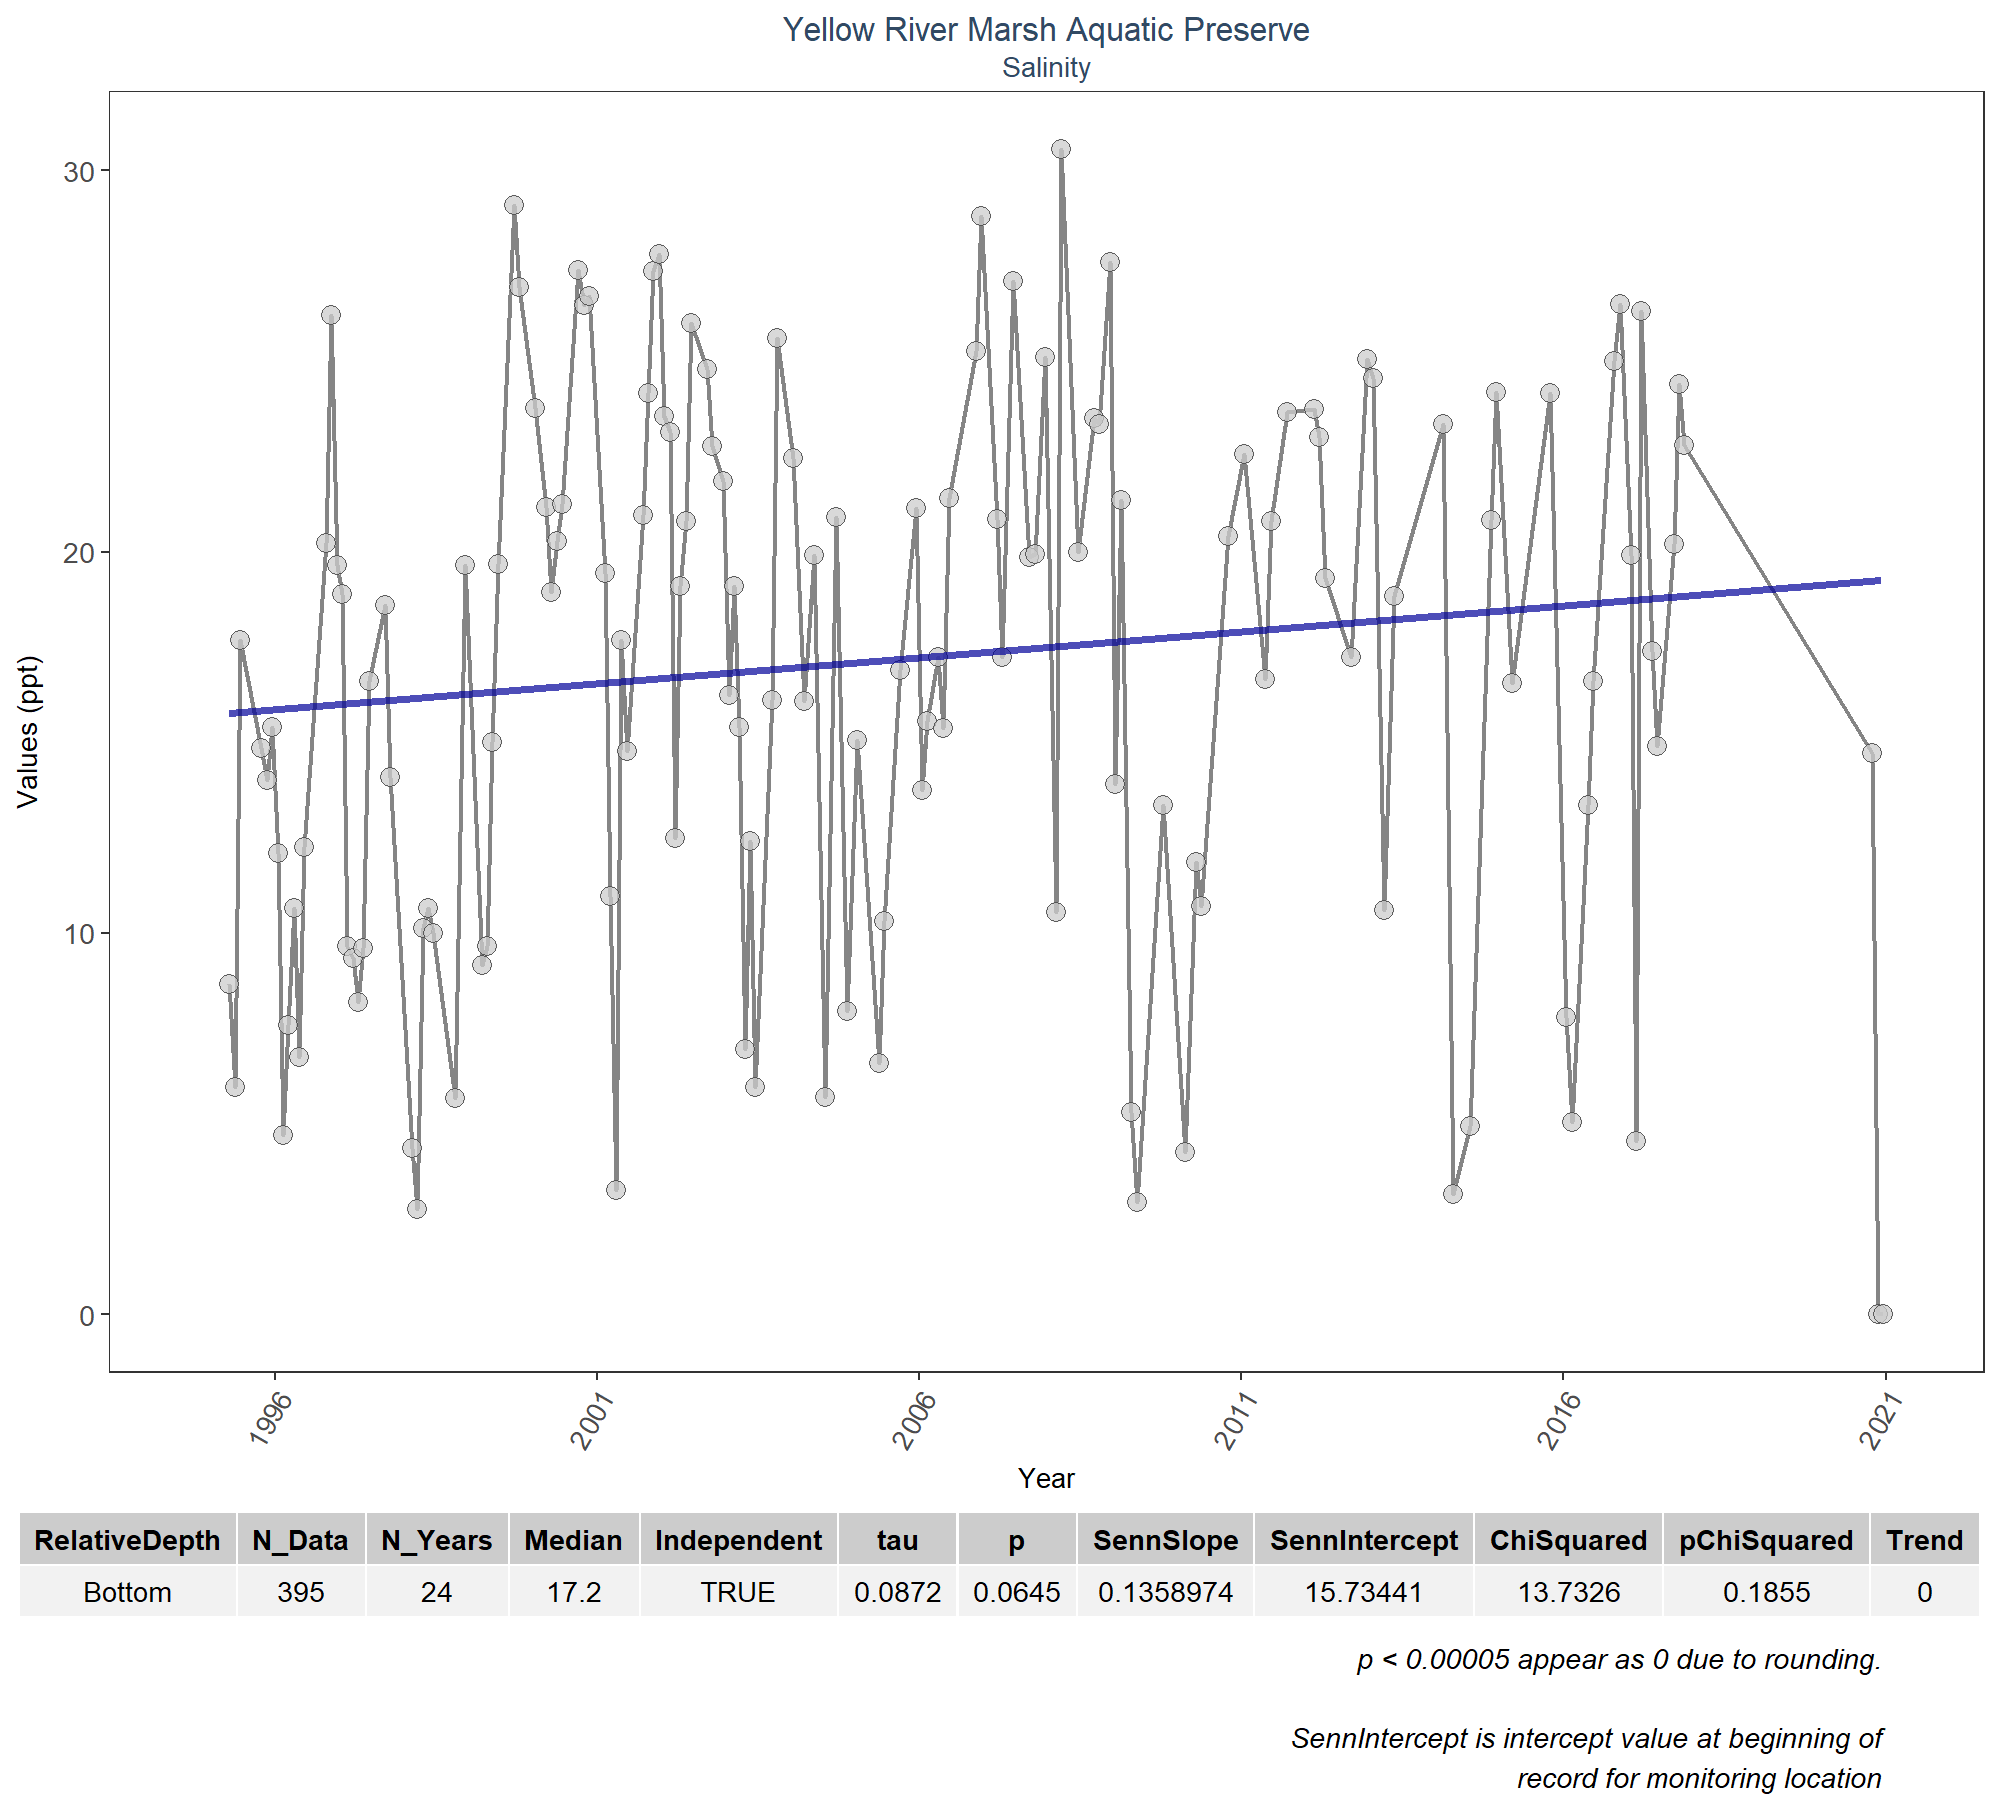 Yellow River Marsh Aquatic Preserve
Salinity
30
20
10
0
Values (ppt)
1996
2001
2006
2011
2016
2021
Year
RelativeDepth N_Data N_Years Median Independent tau p SennSlope SennIntercept ChiSquared pChiSquared Trend
Bottom 395 24 17.2 TRUE 0.0872 0.0645 0.1358974 15.73441 13.7326 0.1855 0
p < 0.00005 appear as 0 due to rounding.
SennIntercept is intercept value at beginning of
record for monitoring location